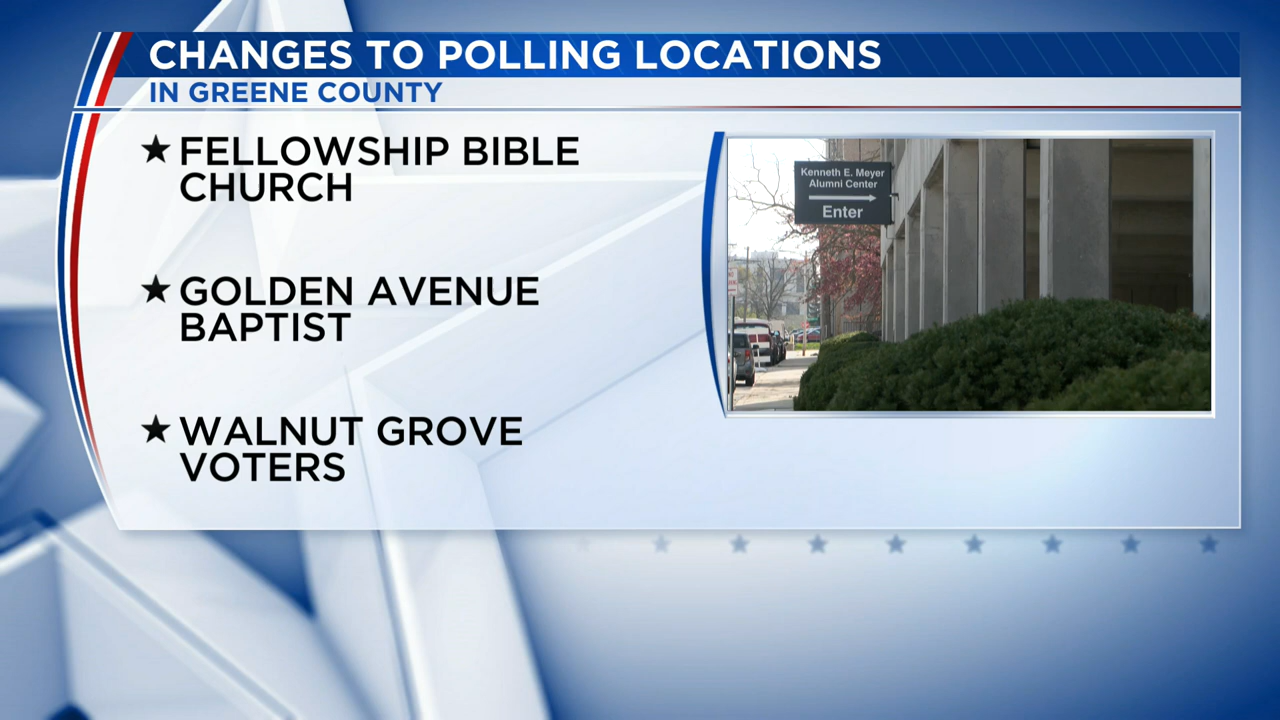 CHANGES TO POLLING LOCATIONS
IN GREENE COUNTY
★ FELLOWSHIP BIBLE
CHURCH
★ GOLDEN AVENUE
BAPTIST
★ WALNUT GROVE
VOTERS
Kenneth E. Meyer
Alumni Center
Enter